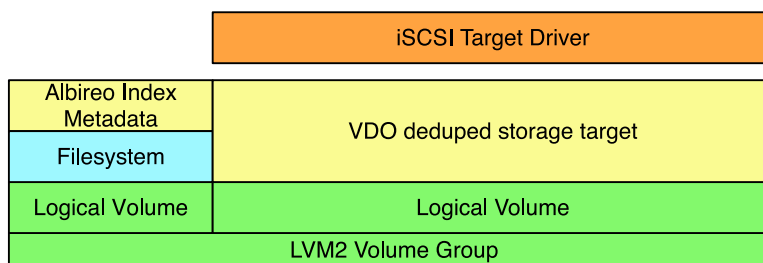 iSCSI Target Driver
Albireo Index
Metadata
VDO deduped storage target
Filesystem
Logical Volume
Logical Volume
LVM2 Volume Group